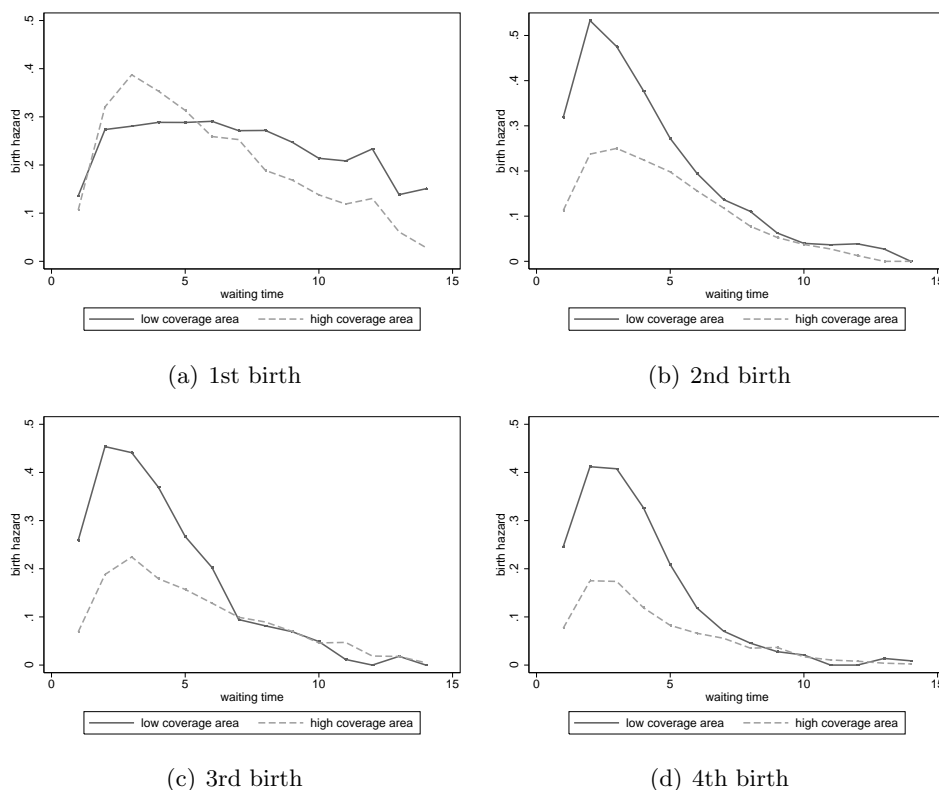 birth hazard
0 .1 .2 .3 .4 .5
0 5 10 15
waiting time
low coverage area high coverage area
(a) 1st birth
birth hazard
0 .1 .2 .3 .4 .5
0 5 10 15
waiting time
low coverage area high coverage area
(b) 2nd birth
birth hazard
0 .1 .2 .3 .4 .5
0 5 10 15
waiting time
low coverage area high coverage area
(c) 3rd birth
birth hazard
0 .1 .2 .3 .4 .5
0 5 10 15
waiting time
low coverage area high coverage area
(d) 4th birth